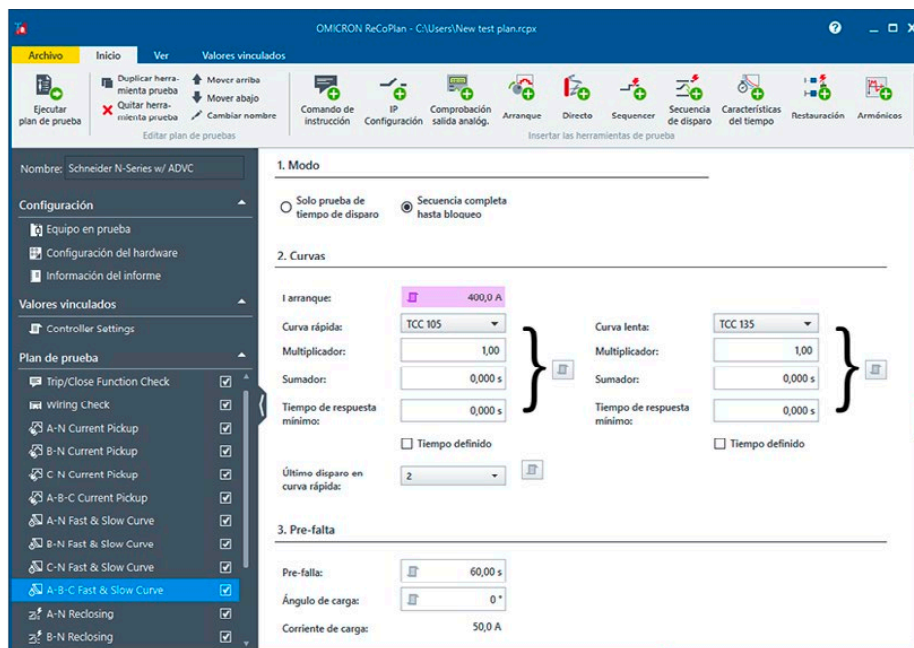 OMICRON ReCoPlan - C:\Users\New test plan.rcpx
Archivo Inicio Ver Valores vinculados
Ejecutar
plan de prueba
Duplicar herra-
mienta prueba
Quitar herra-
mienta prueba
Mover arriba
Mover abajo
Cambiar nombre
Editar plan de pruebas
Comando de
instrucción
IP
Configuración
Comprobación
salida analóg.
Arranque
Directo
Sequencer
Secuencia
de disparo
Características
del tiempo
Restauración
Armónicos
Insertar las herramientas de prueba
Nombre: Schneider N-Series w/ ADVC
Configuración
Equipo en prueba
Configuración del hardware
Información del informe
Valores vinculados
Controller Settings
Plan de prueba
Trip/Close Function Check
Wiring Check
A-N Current Pickup
B-N Current Pickup
C-N Current Pickup
A-B-C Current Pickup
A-N Fast & Slow Curve
B-N Fast & Slow Curve
C-N Fast & Slow Curve
A-B-C Fast & Slow Curve
A-N Reclosing
B-N Reclosing
1. Modo
Solo prueba de
tiempo de disparo
Secuencia completa
hasta bloqueo
2. Curvas
I arranque: 400,0 A
Curva rápida: TCC 105
Multiplicador: 1,00
Sumador: 0,000 s
Tiempo de respuesta
mínimo:
0,000 s
Tiempo definido
Último disparo en
curva rápida:
2
Curva lenta: TCC 135
Multiplicador: 1,00
Sumador: 0,000 s
Tiempo de respuesta
mínimo:
0,000 s
Tiempo definido
3. Pre-falta
Pre-falla: 60,00 s
Ángulo de carga: 0 °
Corriente de carga: 50,0 A